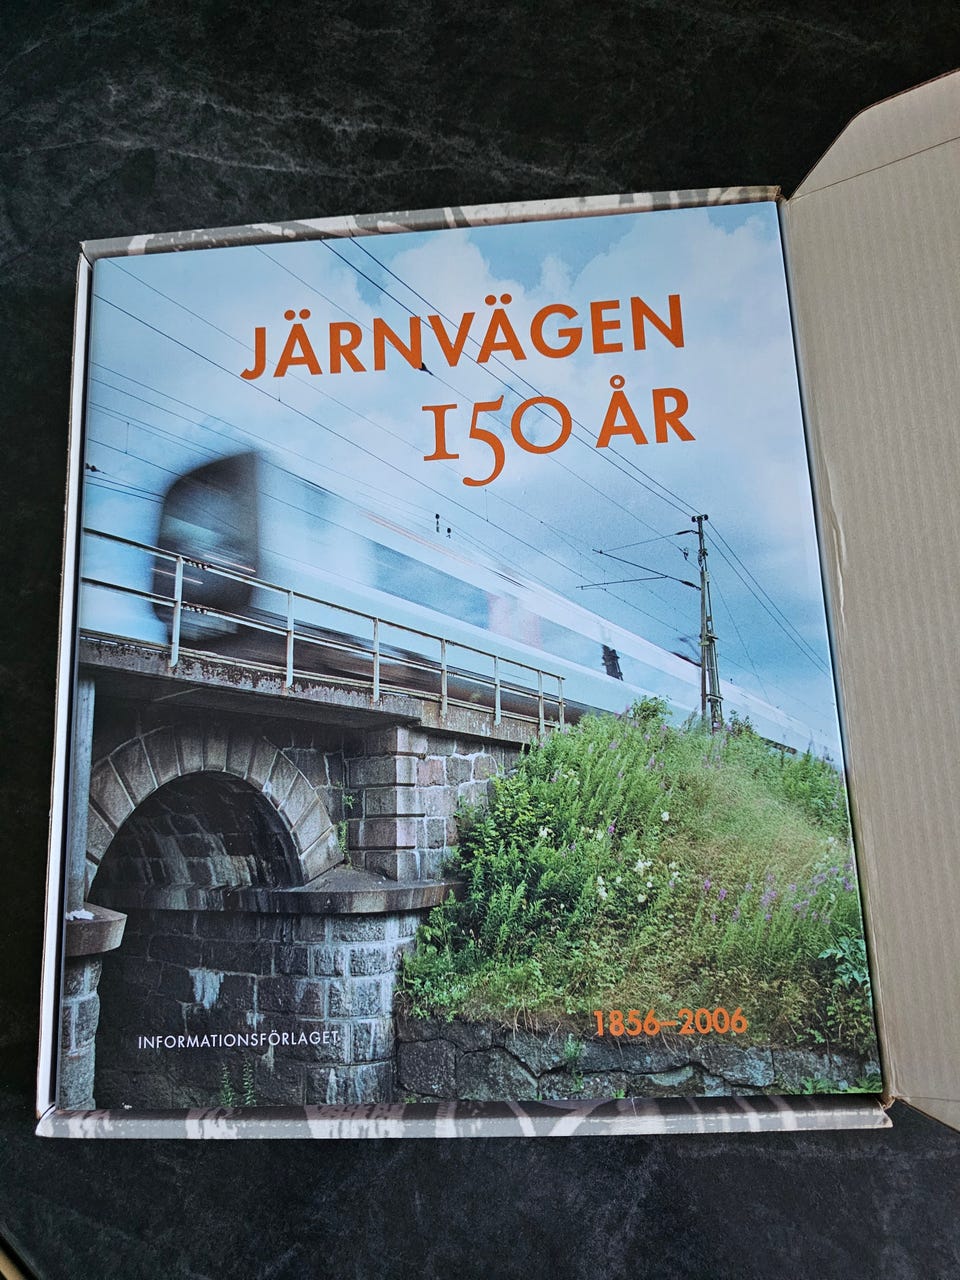 JÄRNVÄGEN
150 ÅR
INFORMATIONSFÖRLAGET
1856–2006